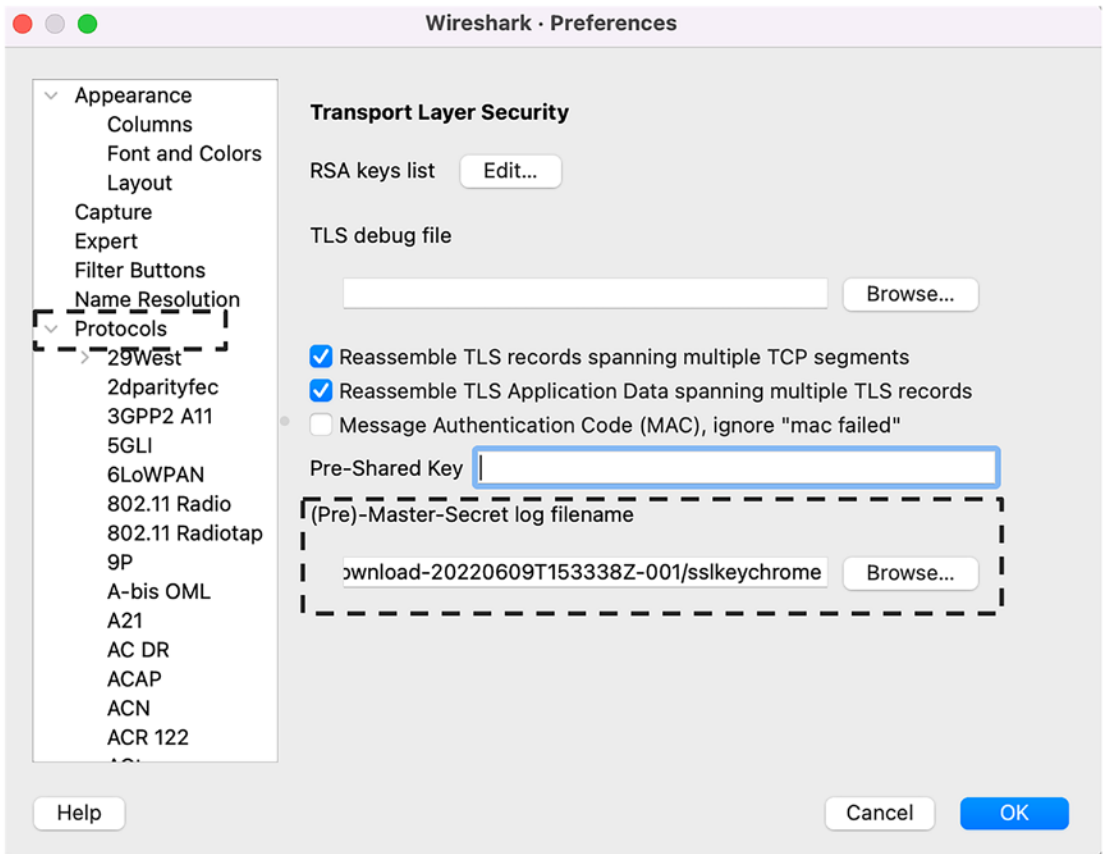 Wireshark · Preferences
Appearance
Columns
Font and Colors
Layout
Capture
Expert
Filter Buttons
Name Resolution
Protocols
29West
2dparityfec
3GPP2 A11
5GLI
6LoWPAN
802.11 Radio
802.11 Radiotap
9P
A-bis OML
A21
AC DR
ACAP
ACN
ACR 122
Transport Layer Security
RSA keys list Edit...
TLS debug file
Browse...
Reassemble TLS records spanning multiple TCP segments
Reassemble TLS Application Data spanning multiple TLS records
Message Authentication Code (MAC), ignore "mac failed"
Pre-Shared Key
(Pre)-Master-Secret log filename
ownload-20220609T153338Z-001/sslkeychrome Browse...
Help Cancel OK